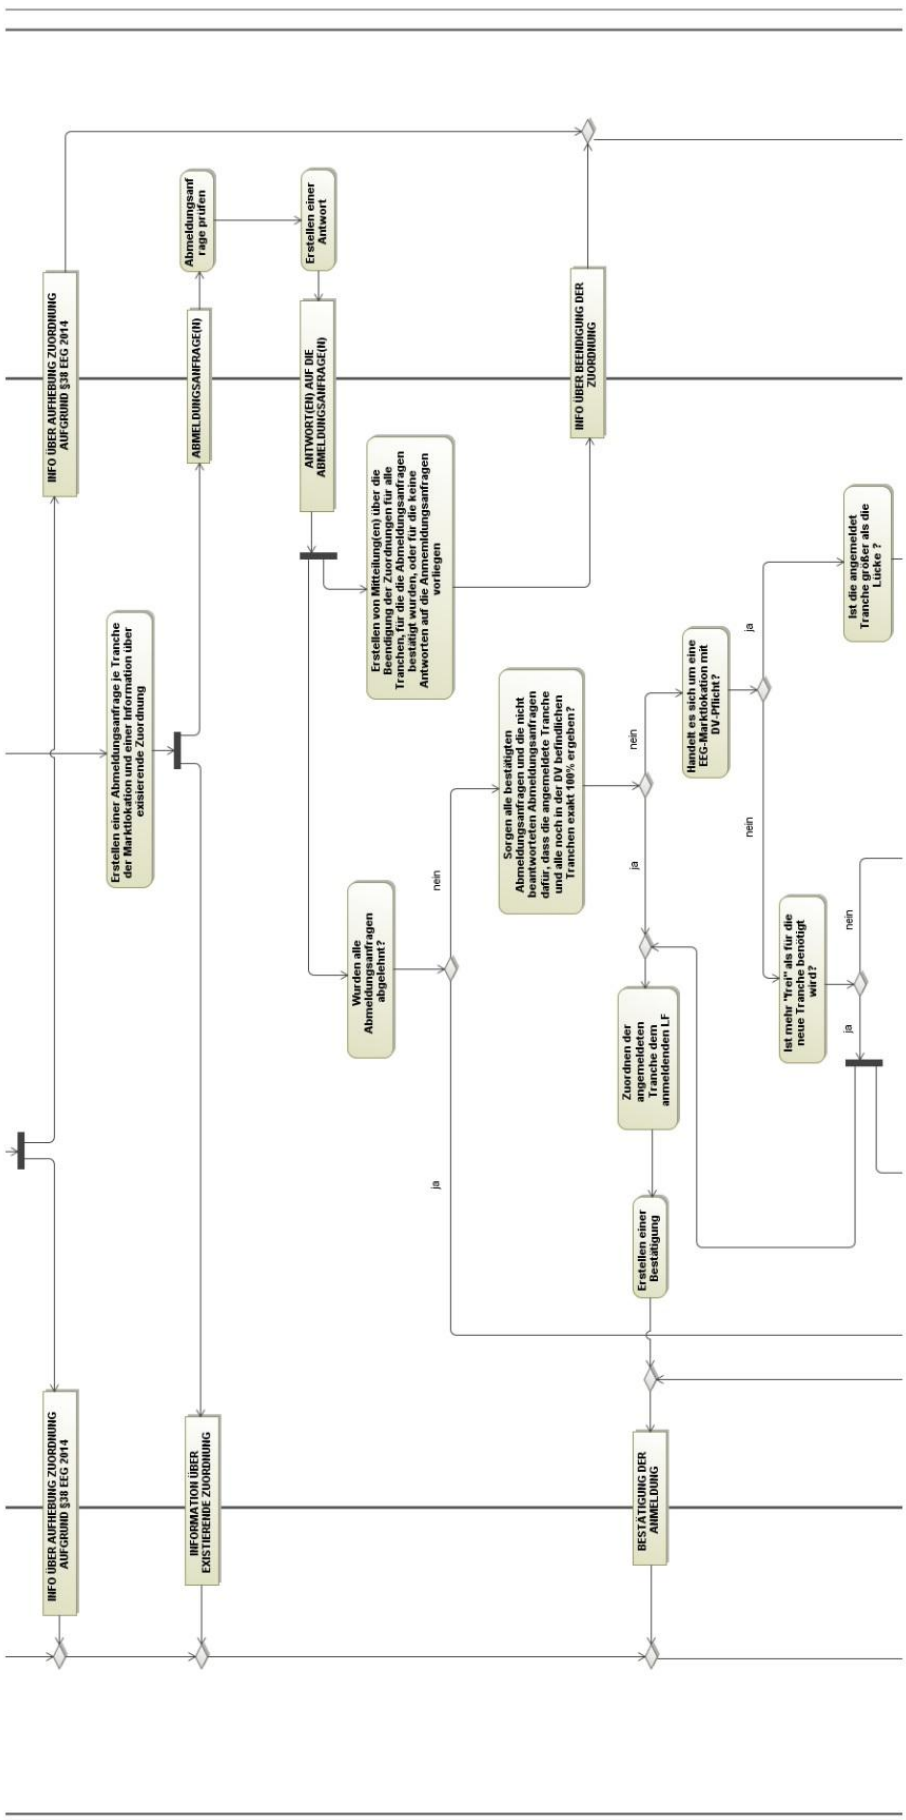 INFO ÜBER AUFHEBUNG ZUORDNUNG
AUFGRUND §38 EEG 2014
INFO ÜBER AUFHEBUNG ZUORDNUNG
AUFGRUND §38 EEG 2014
Erstellen einer Abmeldungsanfrage je Tranche
der Marktlokation und einer Information über
exisierende Zuordnung
INFORMATION ÜBER
EXISTIERENDE ZUORDNUNG
ABMELDUNGSANFRAGE(N)
Abmeldungsanf
rage prüfen
Erstellen einer
Antwort
ANTWORT(EN) AUF DIE
ABMELDUNGSANFRAGE(N)
Wurden alle
Abmeldungsanfragen
abgelehnt?
Erstellen von Mitteilung(en) über die
Beendigung der Zuordnungen für alle
Tranchen, für die die Abmeldungsanfragen
bestätigt wurden, oder für die keine
Antworten auf die Anmemldungsanfragen
vorliegen
ja
nein
Sorgen alle bestätigten
Abmeldungsanfragen und die nicht
beantworteten Abmeldungsanfragen
dafür, dass die angemeldete Tranche
und alle noch in der DV befindlichen
Tranchen exakt 100% ergeben?
INFO ÜBER BEENDIGUNG DER
ZUORDNUNG
ja
nein
BESTÄTIGUNG DER
ANMELDUNG
Erstellen einer
Bestätigung
Zuordnen der
angemeldeten
Tranche dem
anmeldenden LF
Handelt es sich um eine
EEG-Marktlokation mit
DV-Pflicht?
nein
ja
Ist mehr "frei" als für die
neue Tranche benötigt
wird?
ja
nein
Ist die angemeldet
Tranche größer als die
Lücke ?